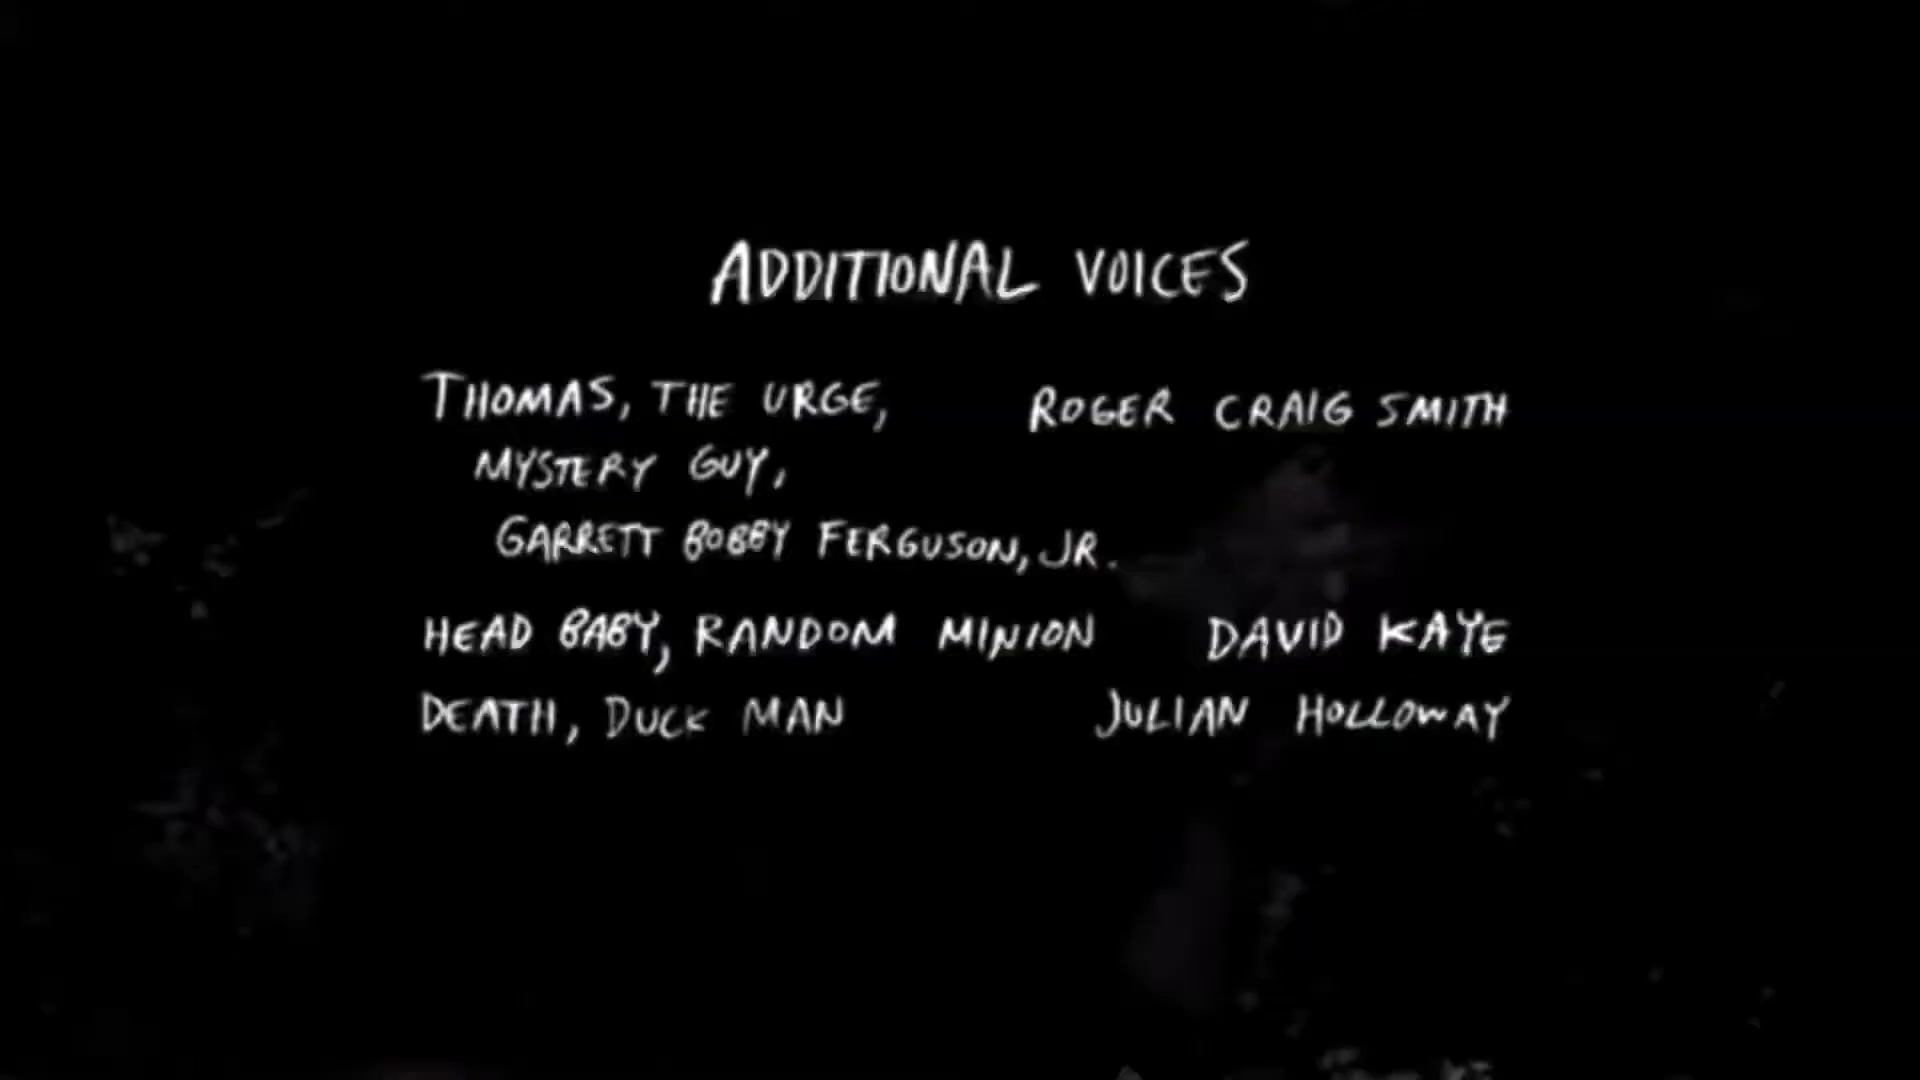 ADDITIONAL VOICES
THOMAS, THE URGE, ROGER CRAIG SMITH
MYSTERY GUY,
GARRETT BOBBY FERGUSON, JR.
HEAD BABY, RANDOM MINION DAVID KAYE
DEATH, DUCK MAN JULIAN HOLLOWAY